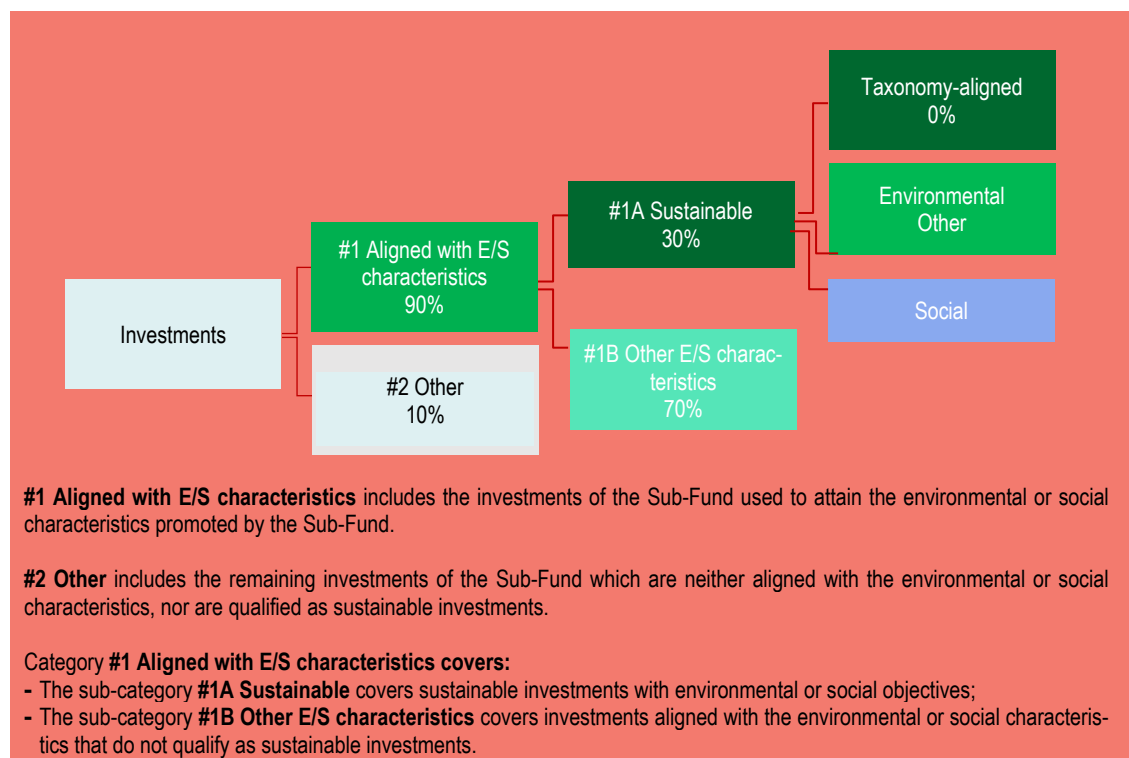 Taxonomy-aligned
0%
Environmental
Other
#1A Sustainable
30%
#1 Aligned with E/S
characteristics
90%
Social
Investments
#1B Other E/S charac-
teristics
70%
#2 Other
10%
#1 Aligned with E/S characteristics includes the investments of the Sub-Fund used to attain the environmental or social
characteristics promoted by the Sub-Fund.
#2 Other includes the remaining investments of the Sub-Fund which are neither aligned with the environmental or social
characteristics, nor are qualified as sustainable investments.
Category #1 Aligned with E/S characteristics covers:
- The sub-category #1A Sustainable covers sustainable investments with environmental or social objectives;
- The sub-category #1B Other E/S characteristics covers investments aligned with the environmental or social characteris-
tics that do not qualify as sustainable investments.